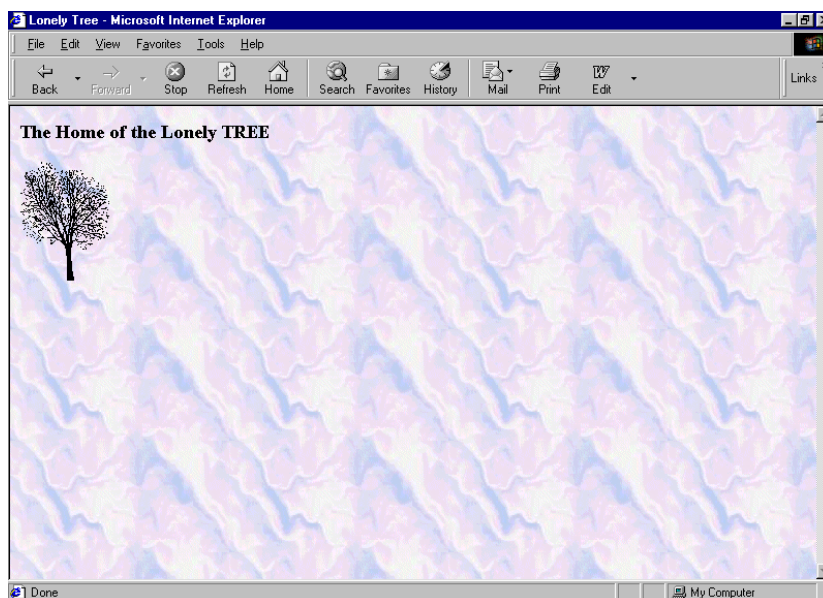 Lonely Tree - Microsoft Internet Explorer
File Edit View Favorites Tools Help
Back Forward Stop Refresh Home Search Favorites History Mail Print Edit Links
The Home of the Lonely TREE
Done My Computer